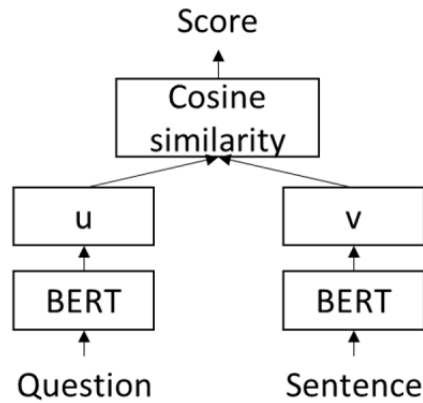 Score
Cosine
similarity
u
v
BERT
BERT
Question
Sentence